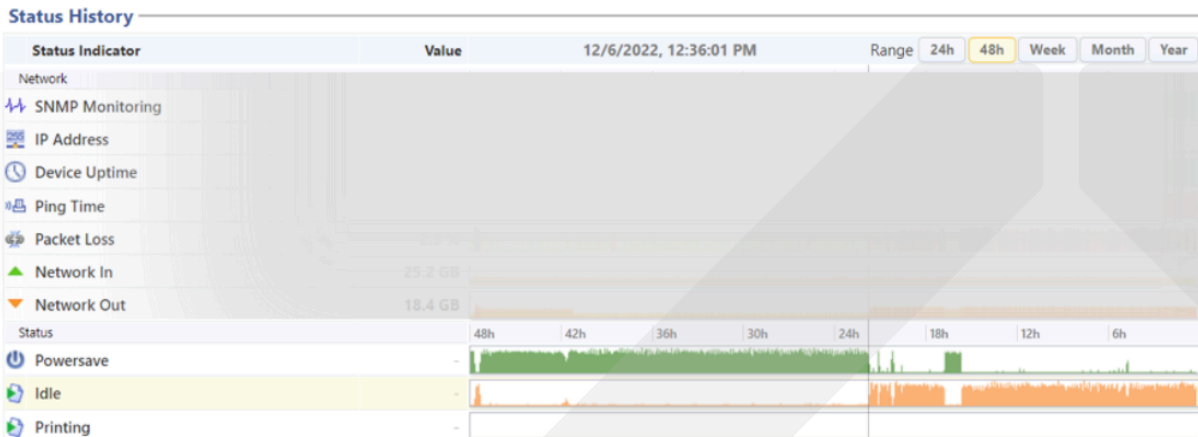 Status History
Status Indicator Value 12/6/2022, 12:36:01 PM Range 24h 48h Week Month Year
Network
SNMP Monitoring
IP Address
Device Uptime
Ping Time
Packet Loss
Network In 25.2 GB
Network Out 18.4 GB
Status 48h 42h 36h 30h 24h 18h 12h 6h
Powersave -
Idle -
Printing -